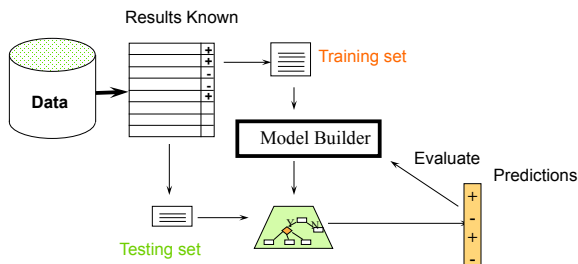 Results Known
Data
+
+
-
-
+
Training set
Model Builder
Evaluate
Predictions
+
-
+
-
Y
N
Testing set